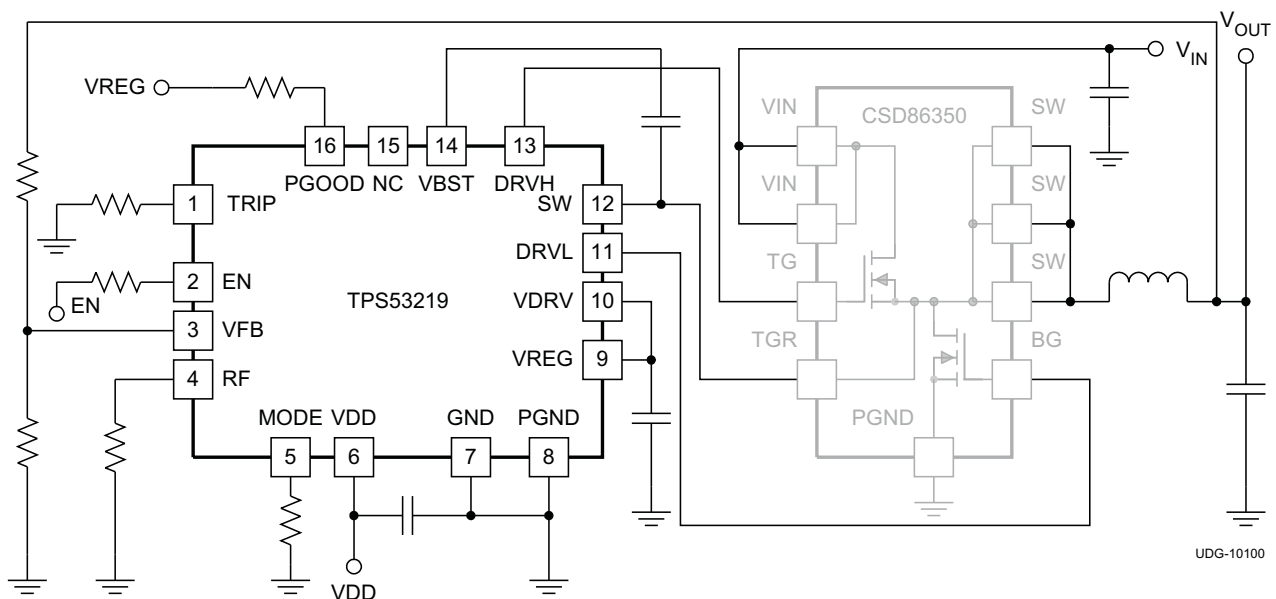 VOUT
VIN
VREG
VIN
CSD86350
SW
16
15
14
13
PGOOD
NC
VBST
DRVH
VIN
SW
1
TRIP
SW
12
DRVL
11
TG
SW
2
EN
EN
TPS53219
VDRV
10
3
VFB
TGR
BG
VREG
9
4
RF
MODE
VDD
GND
PGND
PGND
5
6
7
8
VDD
UDG-10100